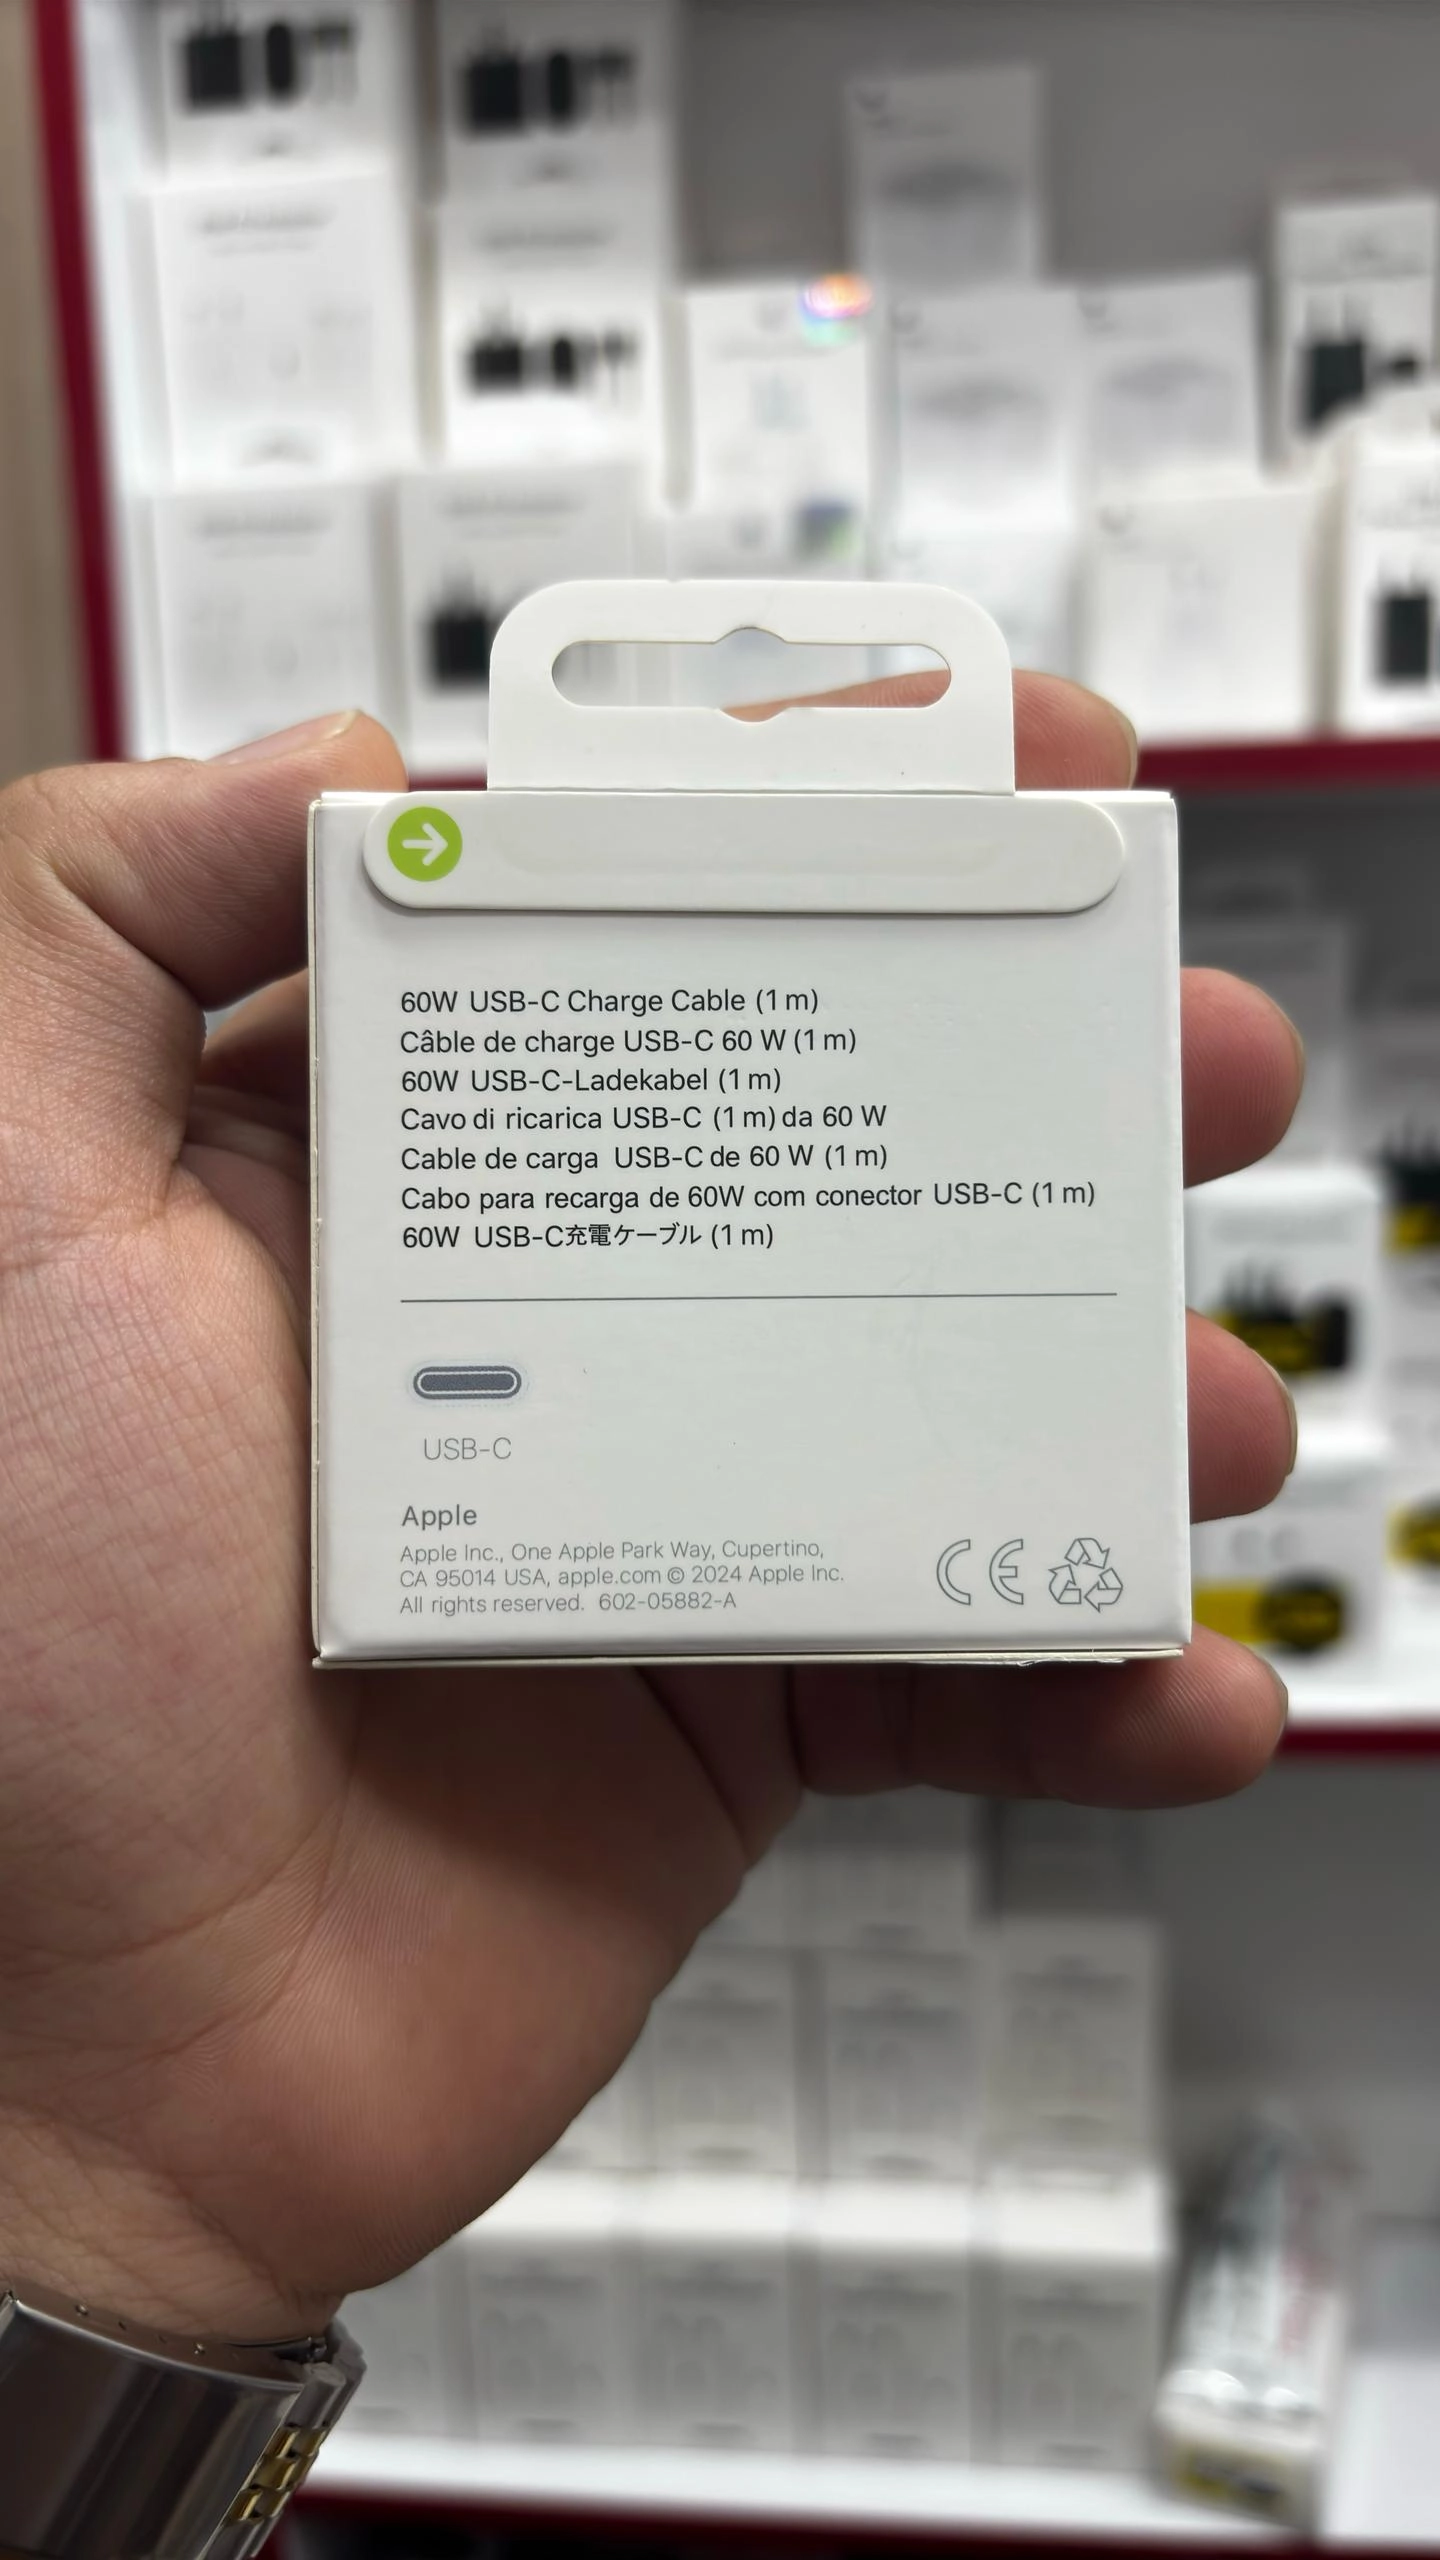 60W USB-C Charge Cable (1 m)
Câble de charge USB-C 60 W (1 m)
60W USB-C-Ladekabel (1 m)
Cavo di ricarica USB-C (1 m) da 60 W
Cable de carga USB-C de 60 W (1 m)
Cabo para recarga de 60W com conector USB-C (1 m)
60W USB-C充電ケーブル (1 m)
USB-C
Apple
Apple Inc., One Apple Park Way, Cupertino,
CA 95014 USA, apple.com © 2024 Apple Inc.
All rights reserved. 602-05882-A
CE